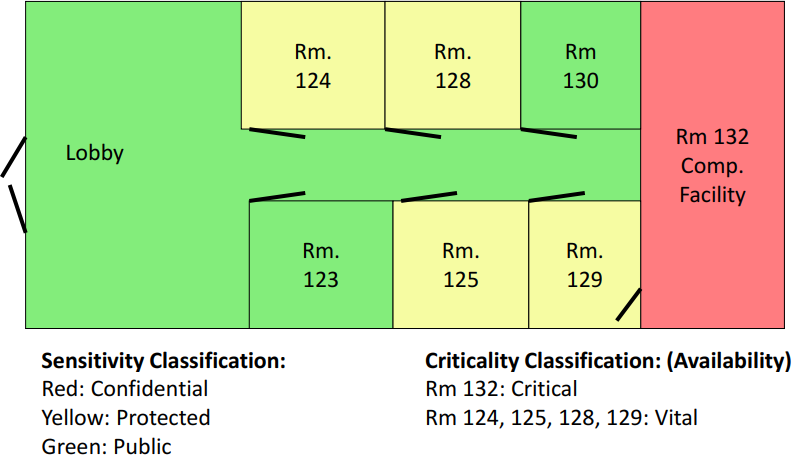 Rm.
124
Rm.
128
Rm
130
Lobby
Rm 132
Comp.
Facility
Rm.
123
Rm.
125
Rm.
129
Sensitivity Classification:
Red: Confidential
Yellow: Protected
Green: Public
Criticality Classification: (Availability)
Rm 132: Critical
Rm 124, 125, 128, 129: Vital